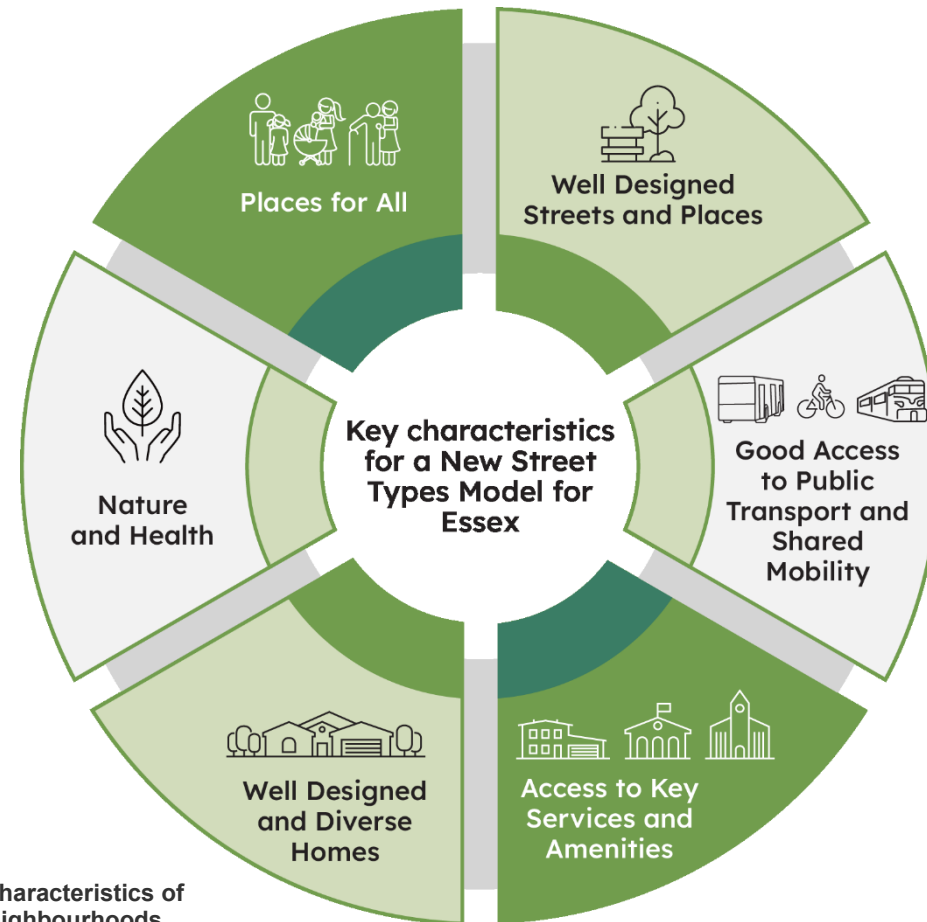 Places for All
Well Designed
Streets and Places
Good Access
to Public
Transport and
Shared
Mobility
Access to Key
Services and
Amenities
Well Designed
and Diverse
Homes
Nature
and Health
Key characteristics
for a New Street
Types Model for
Essex
haracteristics of
ighbourhoods